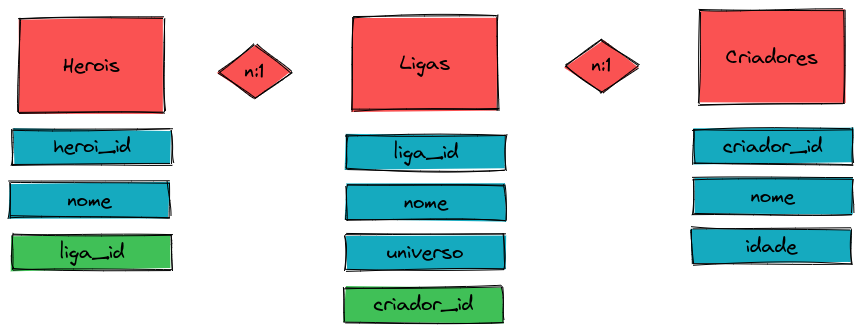 Herois
n:1
Ligas
n:1
Criadores
heroi_id
nome
liga_id
liga_id
nome
universo
criador_id
criador_id
nome
idade